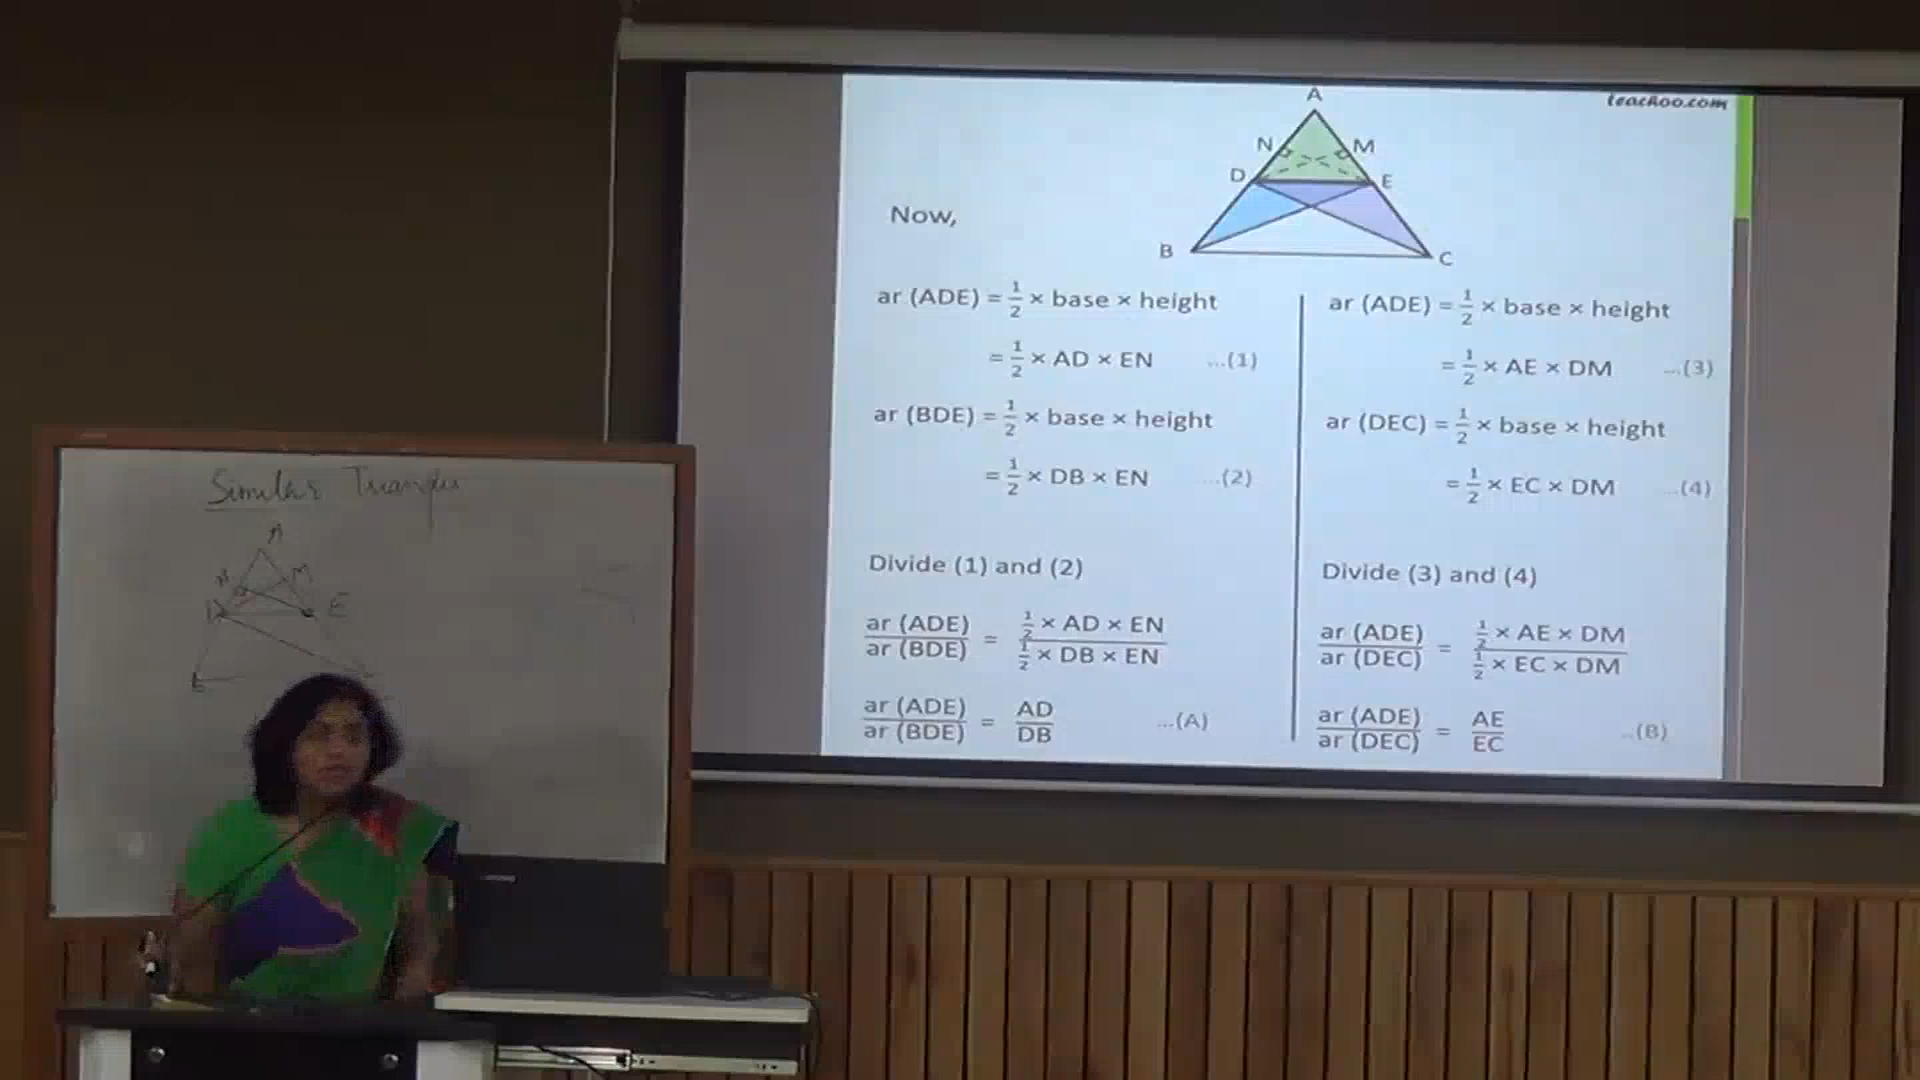 teachoo.com
A
N M
D E
B C
Now,
ar (ADE) = 1/2 × base × height
= 1/2 × AD × EN ...(1)
ar (BDE) = 1/2 × base × height
= 1/2 × DB × EN ...(2)
Divide (1) and (2)
ar (ADE)/ar (BDE) = (1/2 × AD × EN)/(1/2 × DB × EN)
ar (ADE)/ar (BDE) = AD/DB ...(A)
ar (ADE) = 1/2 × base × height
= 1/2 × AE × DM ...(3)
ar (DEC) = 1/2 × base × height
= 1/2 × EC × DM ...(4)
Divide (3) and (4)
ar (ADE)/ar (DEC) = (1/2 × AE × DM)/(1/2 × EC × DM)
ar (ADE)/ar (DEC) = AE/EC ...(B)
Similar Triangles
A
N M
D E